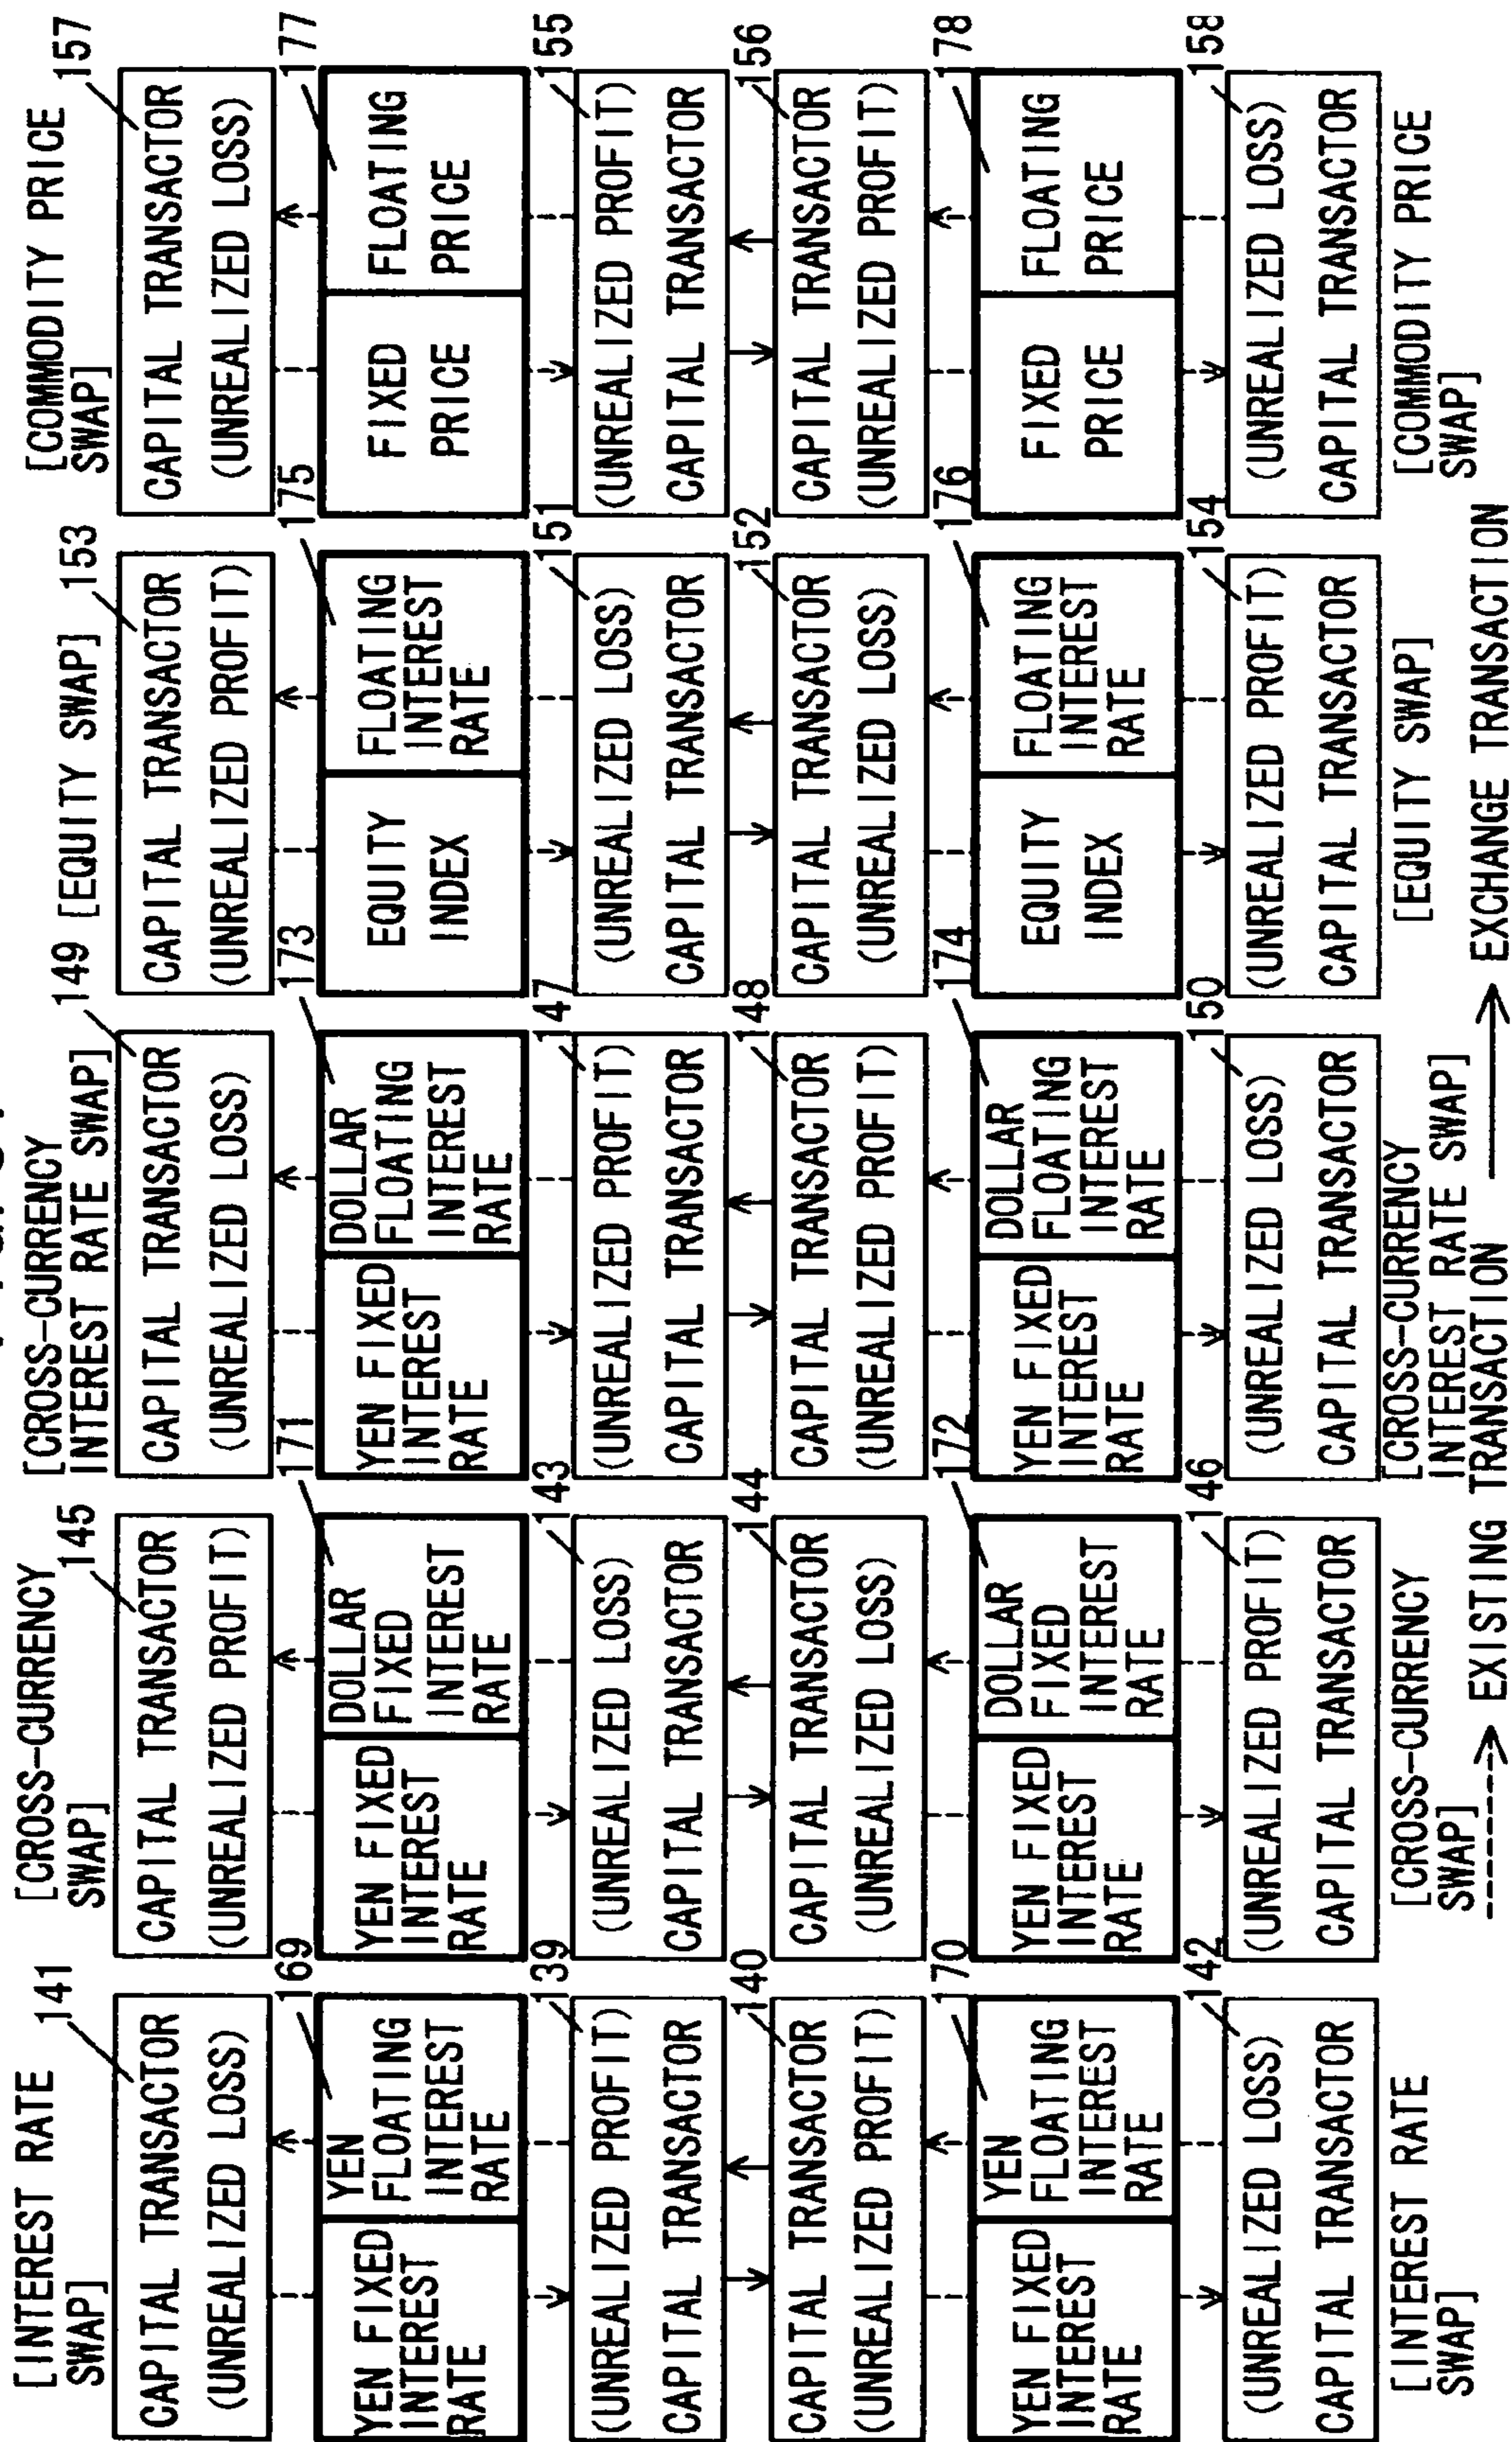 [INTEREST RATE
SWAP]
141
CAPITAL TRANSACTOR
(UNREALIZED LOSS)
169
YEN FIXED
INTEREST
RATE
YEN
FLOATING
INTEREST
RATE
139
(UNREALIZED PROFIT)
CAPITAL TRANSACTOR
140
CAPITAL TRANSACTOR
(UNREALIZED PROFIT)
170
YEN FIXED
INTEREST
RATE
YEN
FLOATING
INTEREST
RATE
142
(UNREALIZED LOSS)
CAPITAL TRANSACTOR
[INTEREST RATE
SWAP]
[CROSS-CURRENCY
SWAP]
145
CAPITAL TRANSACTOR
(UNREALIZED PROFIT)
171
YEN FIXED
INTEREST
RATE
DOLLAR
FIXED
INTEREST
RATE
143
(UNREALIZED LOSS)
CAPITAL TRANSACTOR
144
CAPITAL TRANSACTOR
(UNREALIZED LOSS)
172
YEN FIXED
INTEREST
RATE
DOLLAR
FIXED
INTEREST
RATE
146
(UNREALIZED PROFIT)
CAPITAL TRANSACTOR
[CROSS-CURRENCY
SWAP]
[CROSS-CURRENCY
INTEREST RATE SWAP]
149
CAPITAL TRANSACTOR
(UNREALIZED LOSS)
173
YEN FIXED
INTEREST
RATE
DOLLAR
FLOATING
INTEREST
RATE
147
(UNREALIZED PROFIT)
CAPITAL TRANSACTOR
148
CAPITAL TRANSACTOR
(UNREALIZED PROFIT)
174
YEN FIXED
INTEREST
RATE
DOLLAR
FLOATING
INTEREST
RATE
150
(UNREALIZED LOSS)
CAPITAL TRANSACTOR
[CROSS-CURRENCY
INTEREST RATE SWAP]
[EQUITY SWAP]
153
CAPITAL TRANSACTOR
(UNREALIZED PROFIT)
175
EQUITY
INDEX
FLOATING
INTEREST
RATE
151
(UNREALIZED LOSS)
CAPITAL TRANSACTOR
152
CAPITAL TRANSACTOR
(UNREALIZED LOSS)
176
EQUITY
INDEX
FLOATING
INTEREST
RATE
154
(UNREALIZED PROFIT)
CAPITAL TRANSACTOR
[EQUITY SWAP]
[COMMODITY PRICE
SWAP]
157
CAPITAL TRANSACTOR
(UNREALIZED LOSS)
177
FIXED
PRICE
FLOATING
PRICE
155
(UNREALIZED PROFIT)
CAPITAL TRANSACTOR
156
CAPITAL TRANSACTOR
(UNREALIZED PROFIT)
178
FIXED
PRICE
FLOATING
PRICE
158
(UNREALIZED LOSS)
CAPITAL TRANSACTOR
[COMMODITY PRICE
SWAP]
EXISTING TRANSACTION
EXCHANGE TRANSACTION